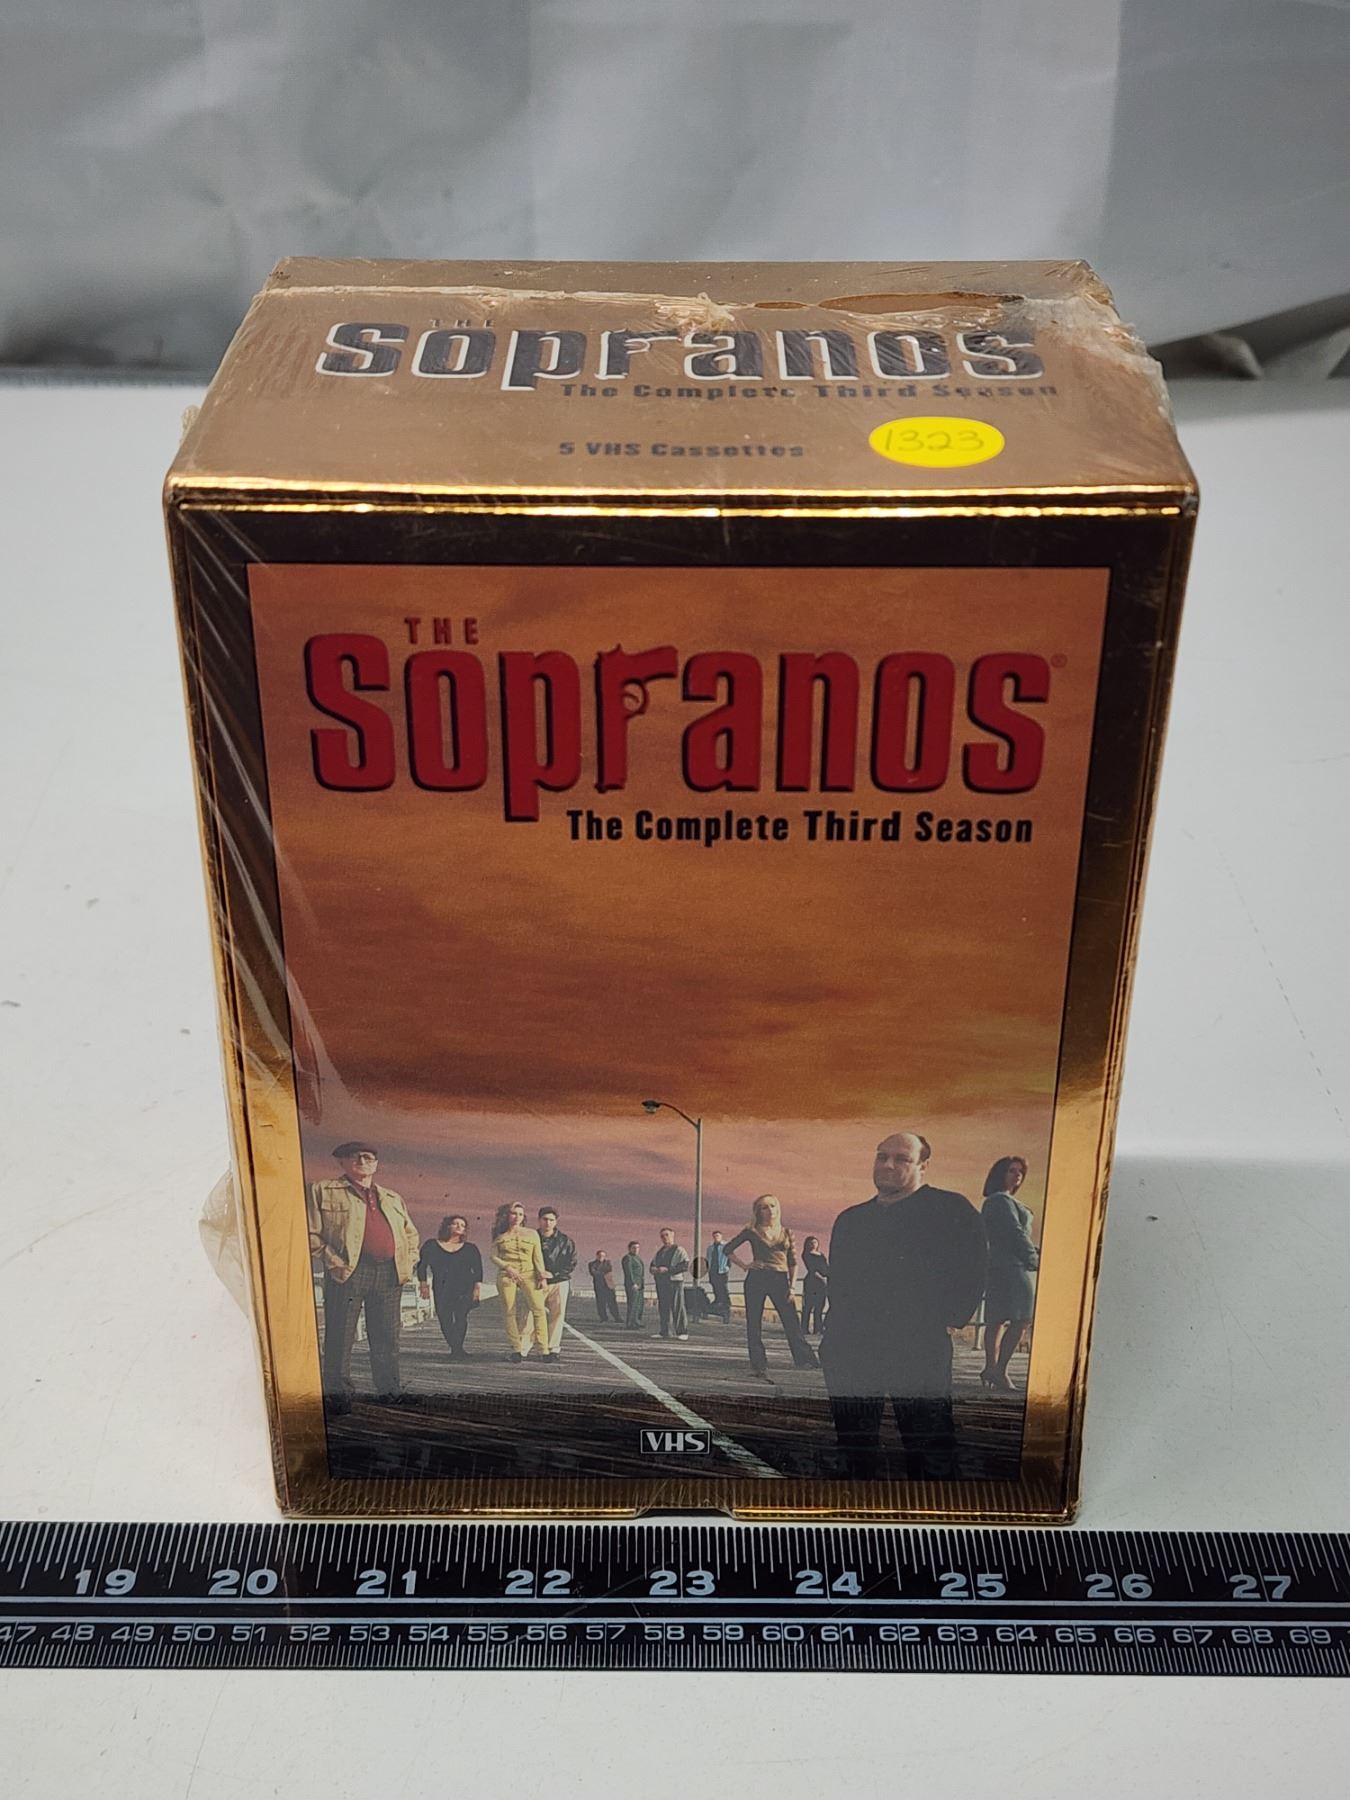 THE
Sopranos
The Complete Third Season
5 VHS Cassettes
1323
THE
Sopranos®
The Complete Third Season
VHS
19 20 21 22 23 24 25 26 27
47 48 49 50 51 52 53 54 55 56 57 58 59 60 61 62 63 64 65 66 67 68 69